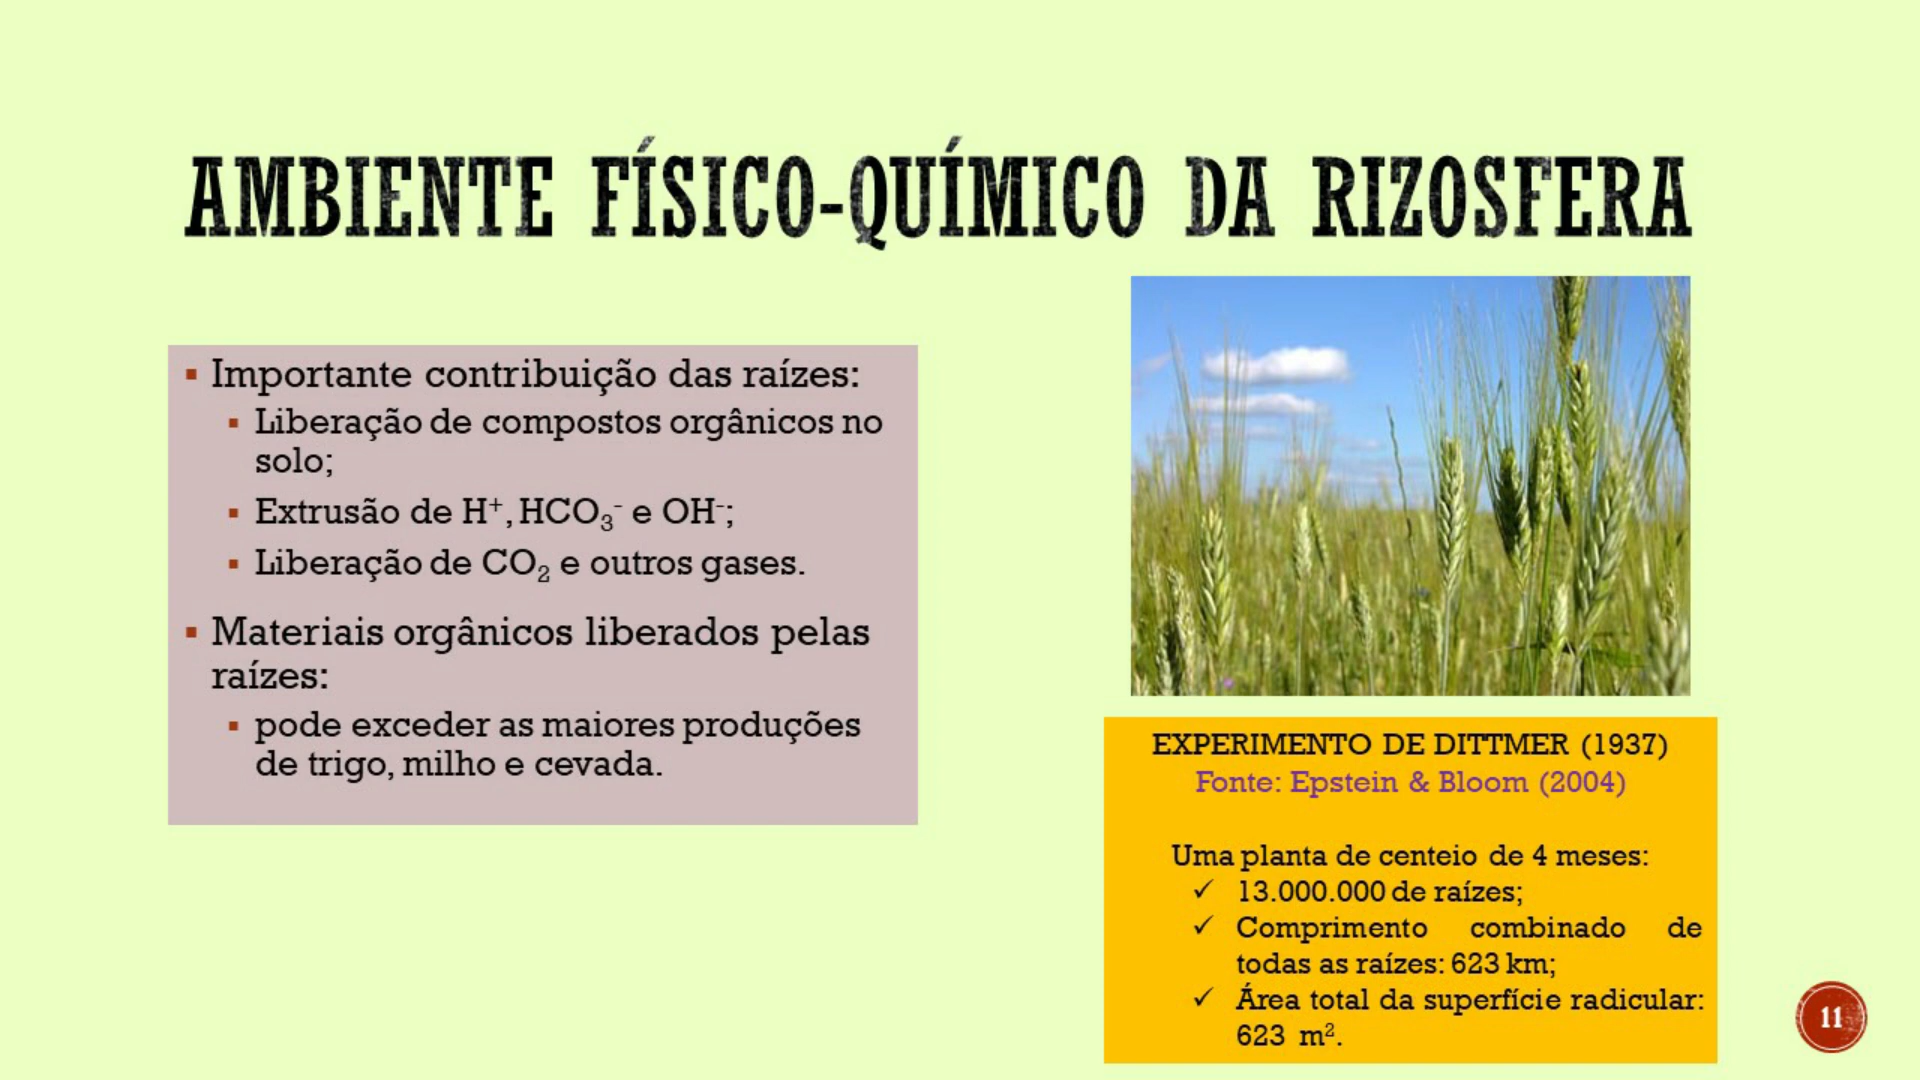 AMBIENTE FÍSICO-QUÍMICO DA RIZOSFERA
Importante contribuição das raízes:
Liberação de compostos orgânicos no
solo;
Extrusão de H⁺, HCO₃⁻ e OH⁻;
Liberação de CO₂ e outros gases.
Materiais orgânicos liberados pelas
raízes:
pode exceder as maiores produções
de trigo, milho e cevada.
EXPERIMENTO DE DITTMER (1937)
Fonte: Epstein & Bloom (2004)
Uma planta de centeio de 4 meses:
✓ 13.000.000 de raízes;
✓ Comprimento combinado de
todas as raízes: 623 km;
✓ Área total da superfície radicular:
623 m².
11